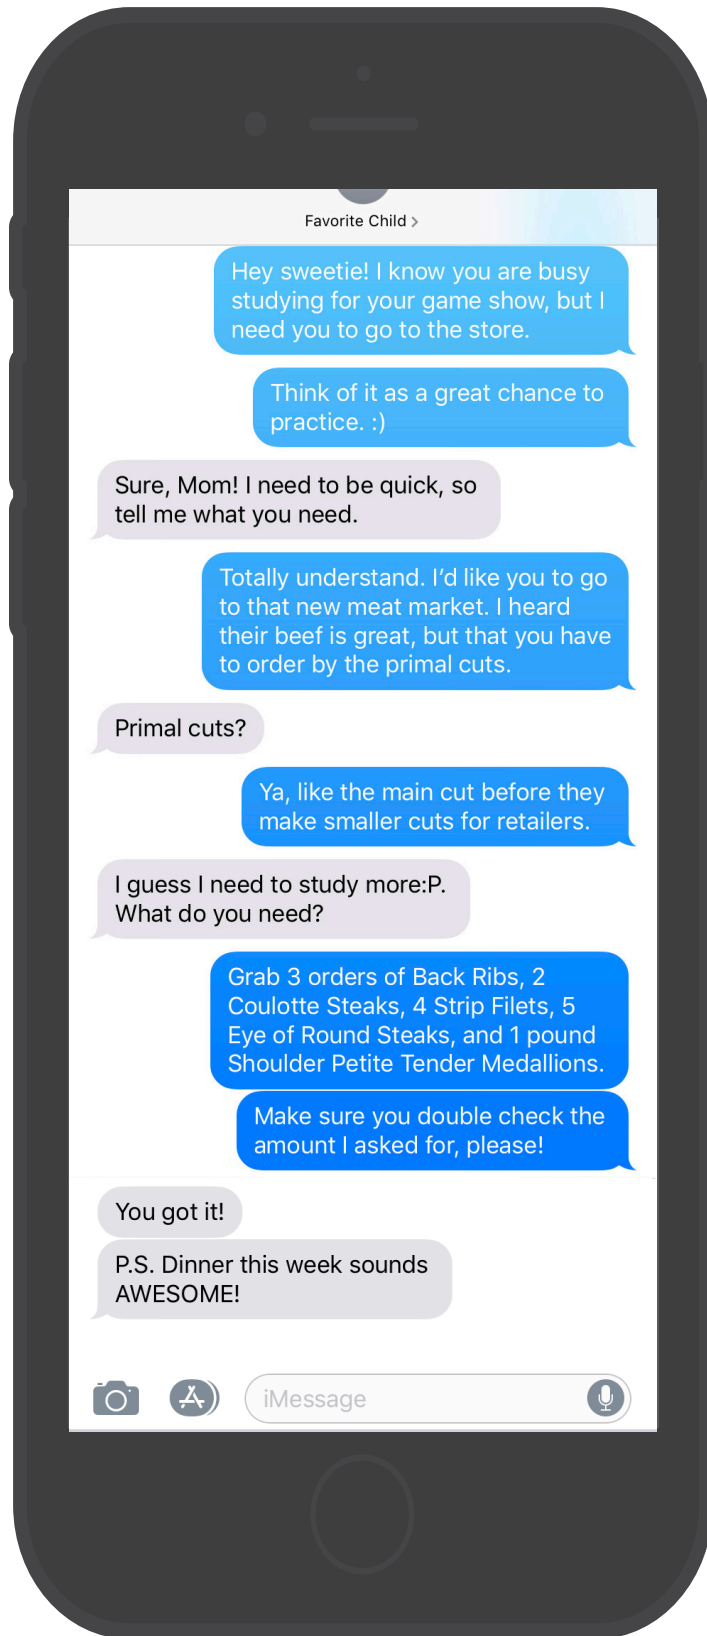 Favorite Child >
Hey sweetie! I know you are busy
studying for your game show, but I
need you to go to the store.
Think of it as a great chance to
practice. :)
Sure, Mom! I need to be quick, so
tell me what you need.
Totally understand. I’d like you to go
to that new meat market. I heard
their beef is great, but that you have
to order by the primal cuts.
Primal cuts?
Ya, like the main cut before they
make smaller cuts for retailers.
I guess I need to study more:P.
What do you need?
Grab 3 orders of Back Ribs, 2
Coulotte Steaks, 4 Strip Filets, 5
Eye of Round Steaks, and 1 pound
Shoulder Petite Tender Medallions.
Make sure you double check the
amount I asked for, please!
You got it!
P.S. Dinner this week sounds
AWESOME!
iMessage